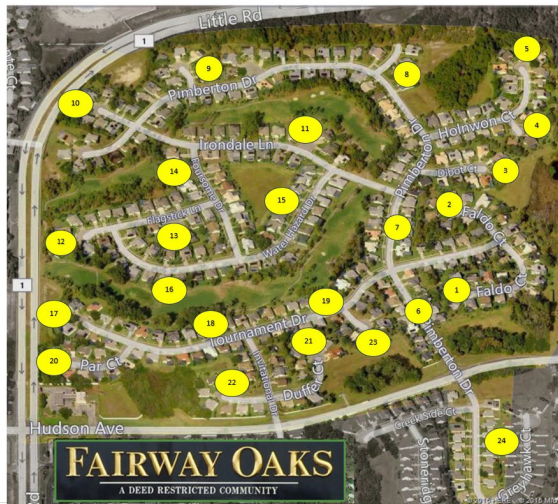 Little Rd
1
5
9
Pimberton Dr
8
10
Holnwon Ct
4
11
Irondale Ln
Pimberton Dr
14
Dibot Ct
3
15
2
Flagstick Ln
Faldo Ct
Water Hazard Dr
7
13
12
16
1
Faldo Ct
1
19
17
6
18
Tournament Dr
Pimberton Dr
21
23
20
Par Ct
Invitational Dr
Duffer Ct
22
Creek Side Ct
Hudson Ave
24
FAIRWAY OAKS
A DEED RESTRICTED COMMUNITY